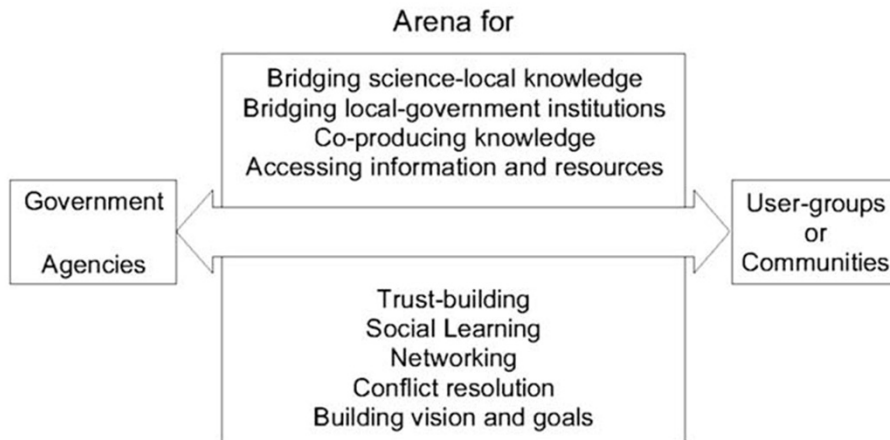 Arena for
Bridging science-local knowledge
Bridging local-government institutions
Co-producing knowledge
Accessing information and resources
Government
Agencies
User-groups
or
Communities
Trust-building
Social Learning
Networking
Conflict resolution
Building vision and goals